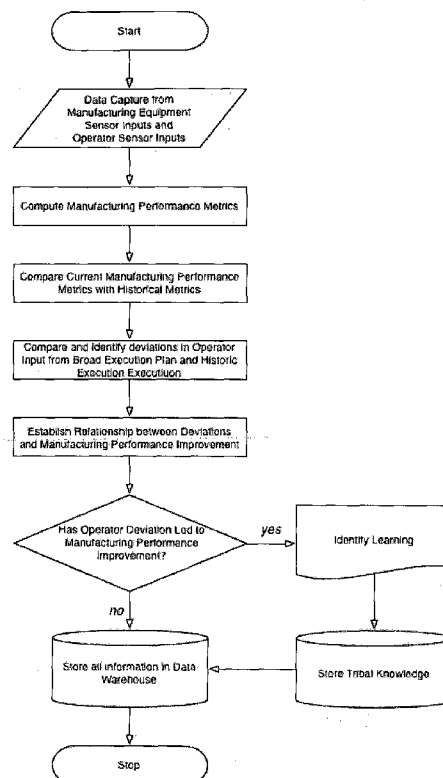 Start
Data Capture from
Manufacturing Equipment
Sensor Inputs and
Operator Sensor Inputs
Compute Manufacturing Performance Metrics
Compare Current Manufacturing Performance
Metrics with Historical Metrics
Compare and identify deviations in Operator
Input from Broad Execution Plan and Historic
Execution Executiuon
Establish Relationship between Deviations
and Manufacturing Performance Improvement
Has Operator Deviation Led to
Manufacturing Performance
Improvement?
yes
Identify Learning
no
Store all information in Data
Warehouse
Store Tribal Knowledge
Stop